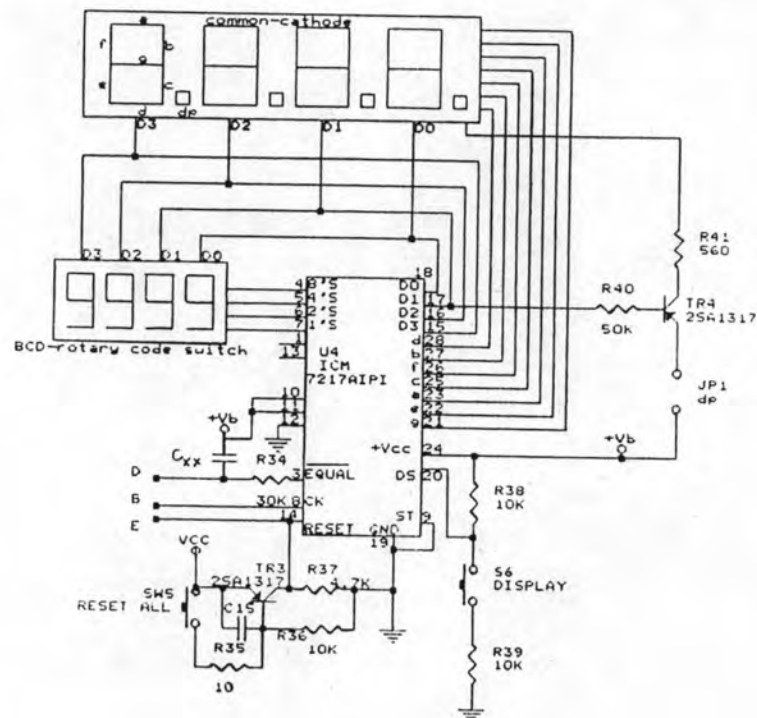 common-cathode
a
f b
g
e c
d dp
D3 D2 D1 D0
D3 D2 D1 D0
BCD-rotary code switch
4 8'S
5 4'S
6 2'S
7 1'S
1
13
U4
ICM
7217AIPI
10
11
12
3 EQUAL
8 CK
14 RESET
GND
19
18
D0
D1 17
D2 16
D3 15
d 28
b 27
f 26
c 25
a 23
e 22
g 21
+Vcc 24
DS 20
ST 9
R41
560
R40
50K
TR4
2SA1317
JP1
dp
+Vb
+Vb
Cxx
R34
30K
D
G
E
VCC
SW5
RESET ALL
TR3
2SA1317
C15
R35
10
R36
10K
R37
4.7K
R38
10K
S6
DISPLAY
R39
10K